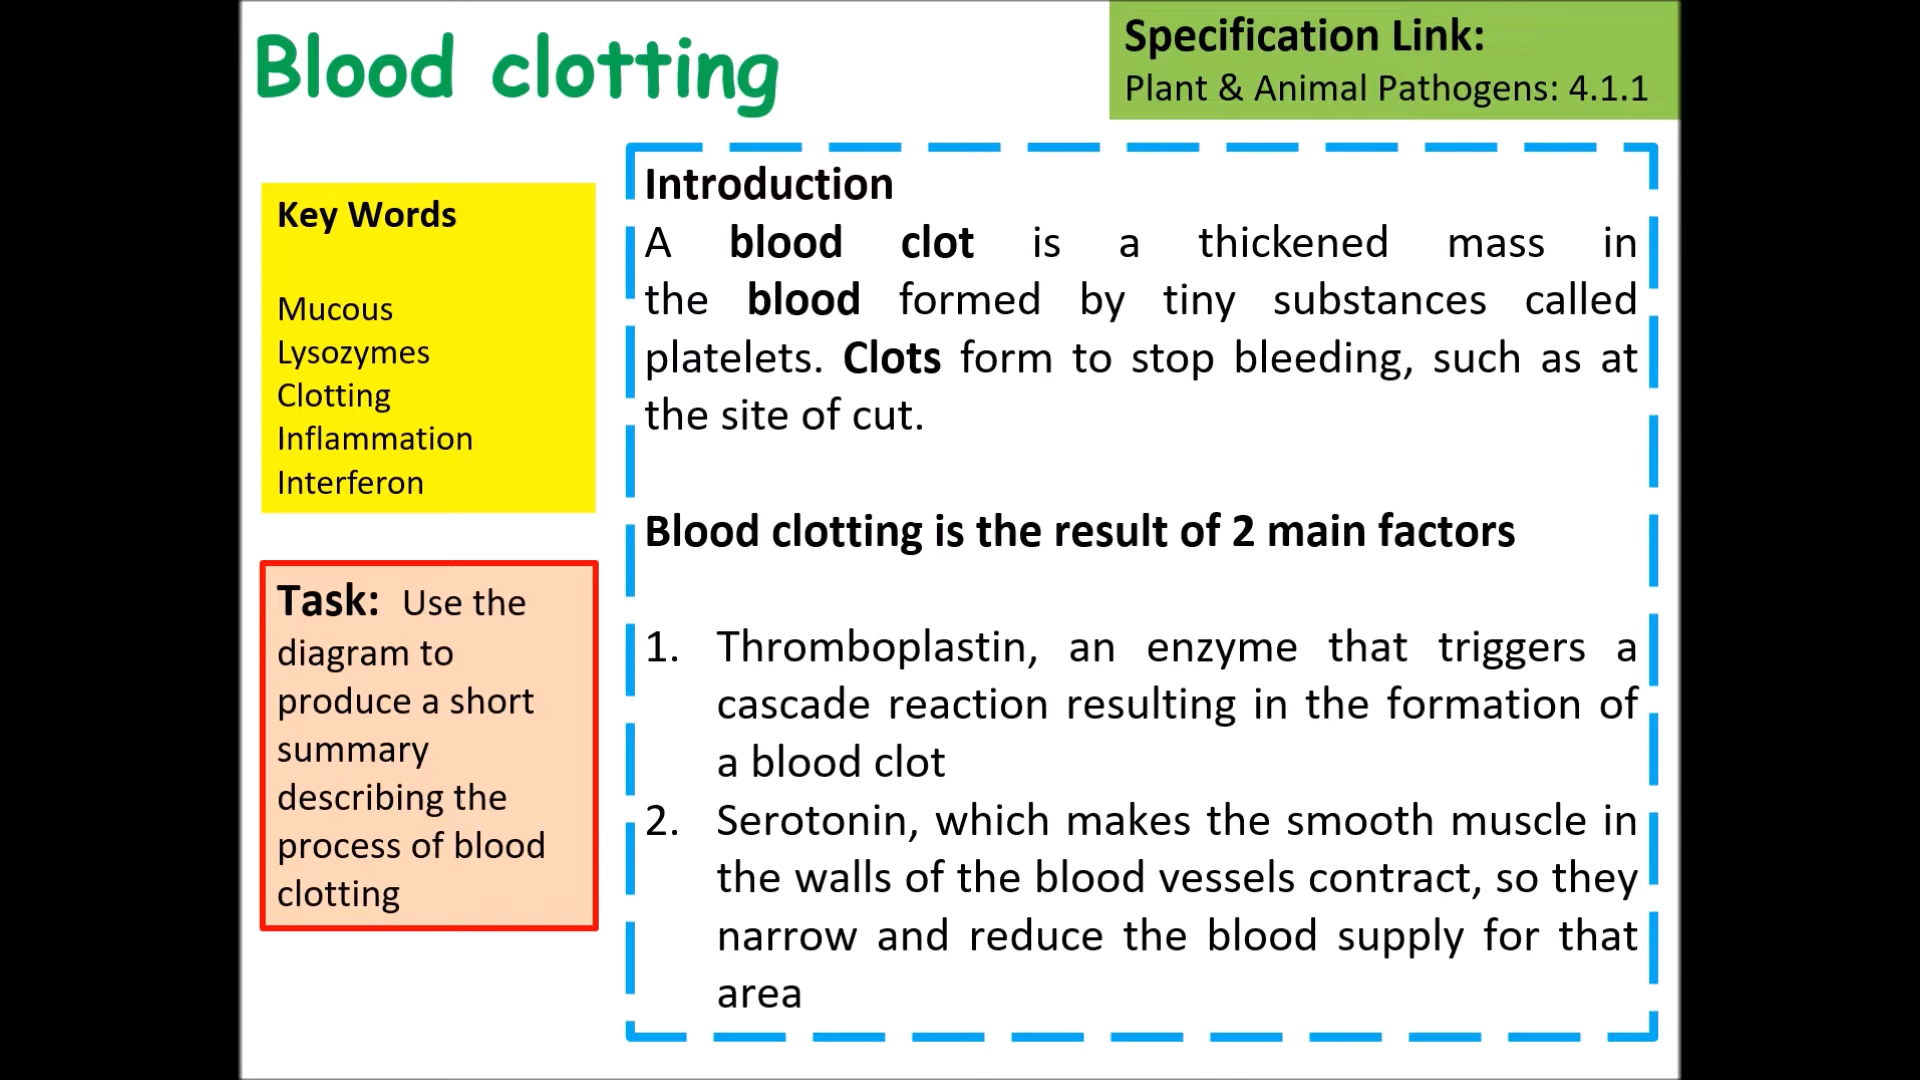 Blood clotting
Specification Link:
Plant & Animal Pathogens: 4.1.1
Key Words
Mucous
Lysozymes
Clotting
Inflammation
Interferon
Task: Use the
diagram to
produce a short
summary
describing the
process of blood
clotting
Introduction
A blood clot is a thickened mass in
the blood formed by tiny substances called
platelets. Clots form to stop bleeding, such as at
the site of cut.
Blood clotting is the result of 2 main factors
1. Thromboplastin, an enzyme that triggers a
cascade reaction resulting in the formation of
a blood clot
2. Serotonin, which makes the smooth muscle in
the walls of the blood vessels contract, so they
narrow and reduce the blood supply for that
area